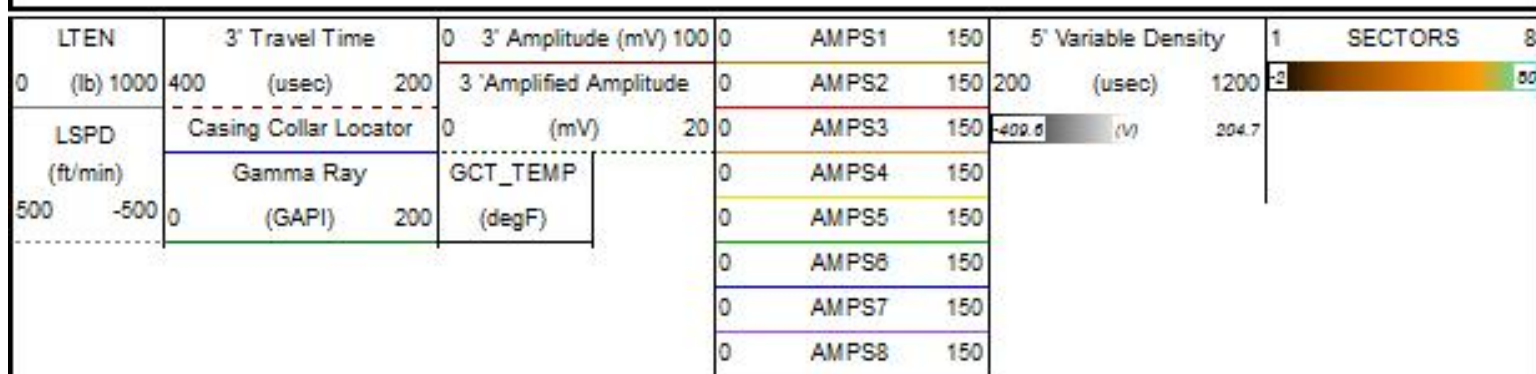 LTEN 3' Travel Time 0 3' Amplitude (mV) 100 0 AMPS1 150 5' Variable Density 1 SECTORS 8
0 (lb) 1000 400 (usec) 200 3 'Amplified Amplitude 0 AMPS2 150 200 (usec) 1200 -2 60
LSPD Casing Collar Locator 0 (mV) 20 0 AMPS3 150 -409.6 (V) 204.7
(ft/min) Gamma Ray GCT_TEMP 0 AMPS4 150
500 -500 0 (GAPI) 200 (degF) 0 AMPS5 150
0 AMPS6 150
0 AMPS7 150
0 AMPS8 150